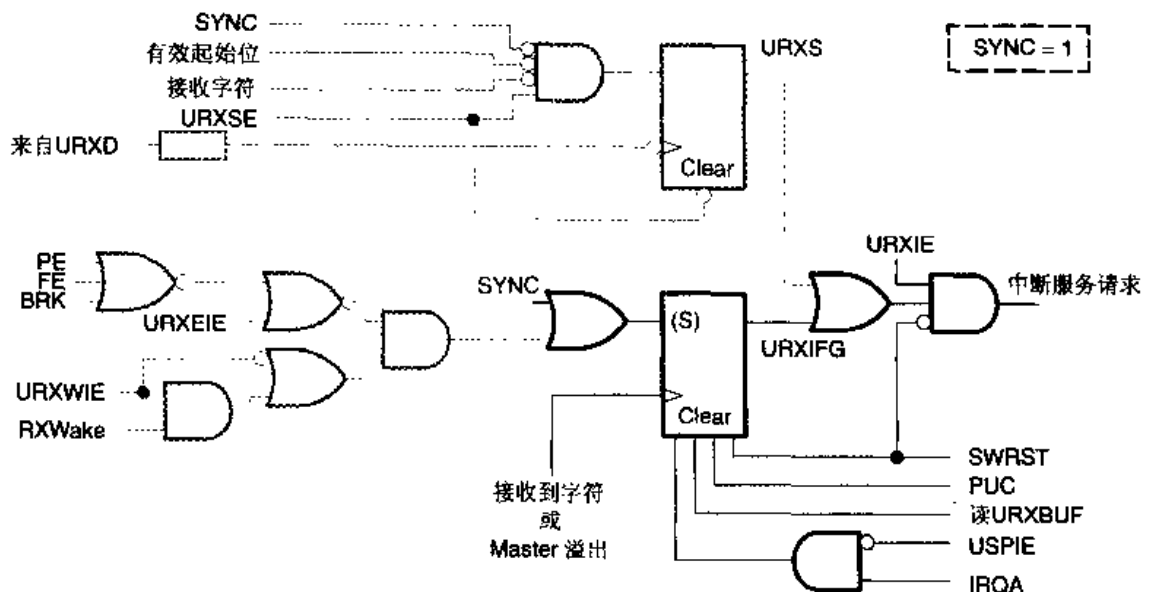 SYNC
有效起始位
接收字符
URXSE
来自URXD
Clear
URXS
SYNC = 1
PE
FE
BRK
URXEIE
URXWIE
RXWake
SYNC
(S)
Clear
URXIFG
URXIE
中断服务请求
接收到字符
或
Master 溢出
SWRST
PUC
读URXBUF
USPIE
IRQA